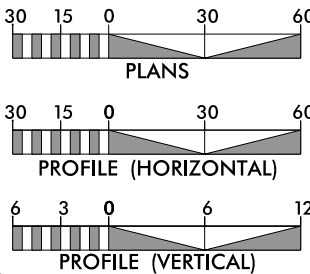 30 15 0 30 60
PLANS
30 15 0 30 60
PROFILE (HORIZONTAL)
6 3 0 6 12
PROFILE (VERTICAL)